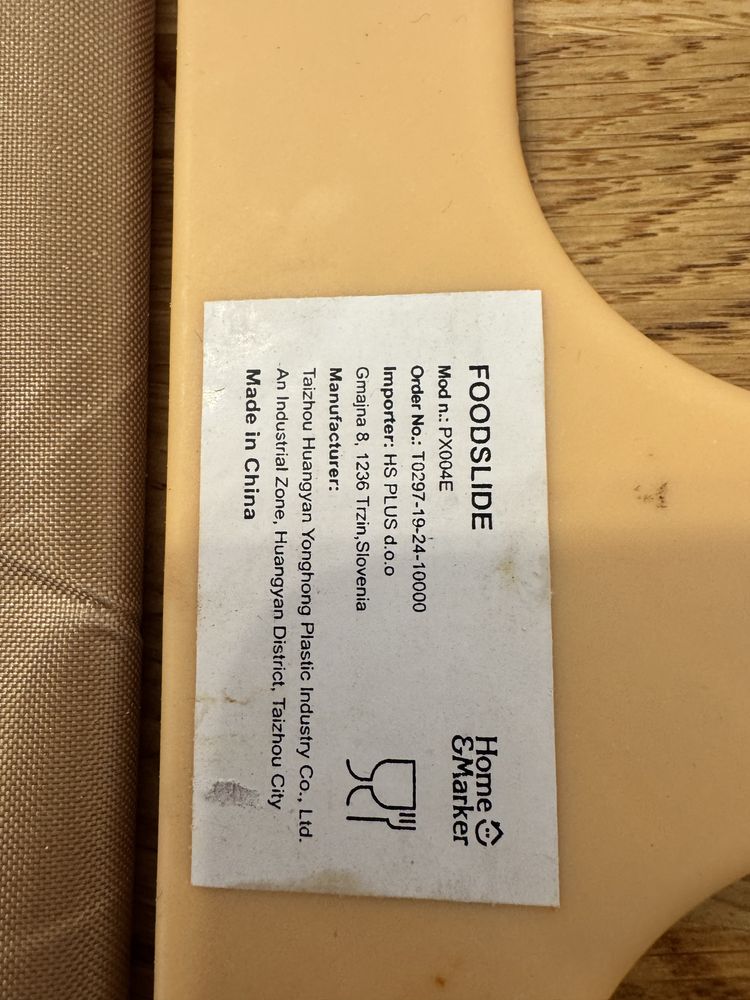 FOODSLIDE
Mod n.: PX004E
Order No.: T0297-19-24-10000
Importer: HS PLUS d.o.o
Gmajna 8, 1236 Trzin,Slovenia
Manufacturer:
Taizhou Huangyan Yonghong Plastic Industry Co., Ltd.
An Industrial Zone, Huangyan District, Taizhou City
Made in China
Home
&Marker